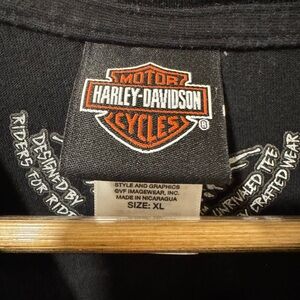 MOTOR
HARLEY-DAVIDSON
CYCLES
®
DESIGNED BY
RIDERS FOR
UNRIVALED TEE
CRAFTED WEAR
STYLE AND GRAPHICS
©VF IMAGEWEAR, INC.
MADE IN NICARAGUA
SIZE: XL